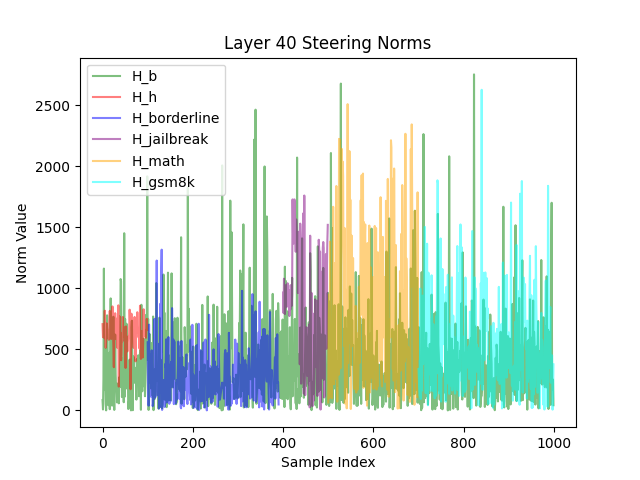 Layer 40 Steering Norms
H_b
H_h
H_borderline
H_jailbreak
H_math
H_gsm8k
Norm Value
2500
2000
1500
1000
500
0
0 200 400 600 800 1000
Sample Index